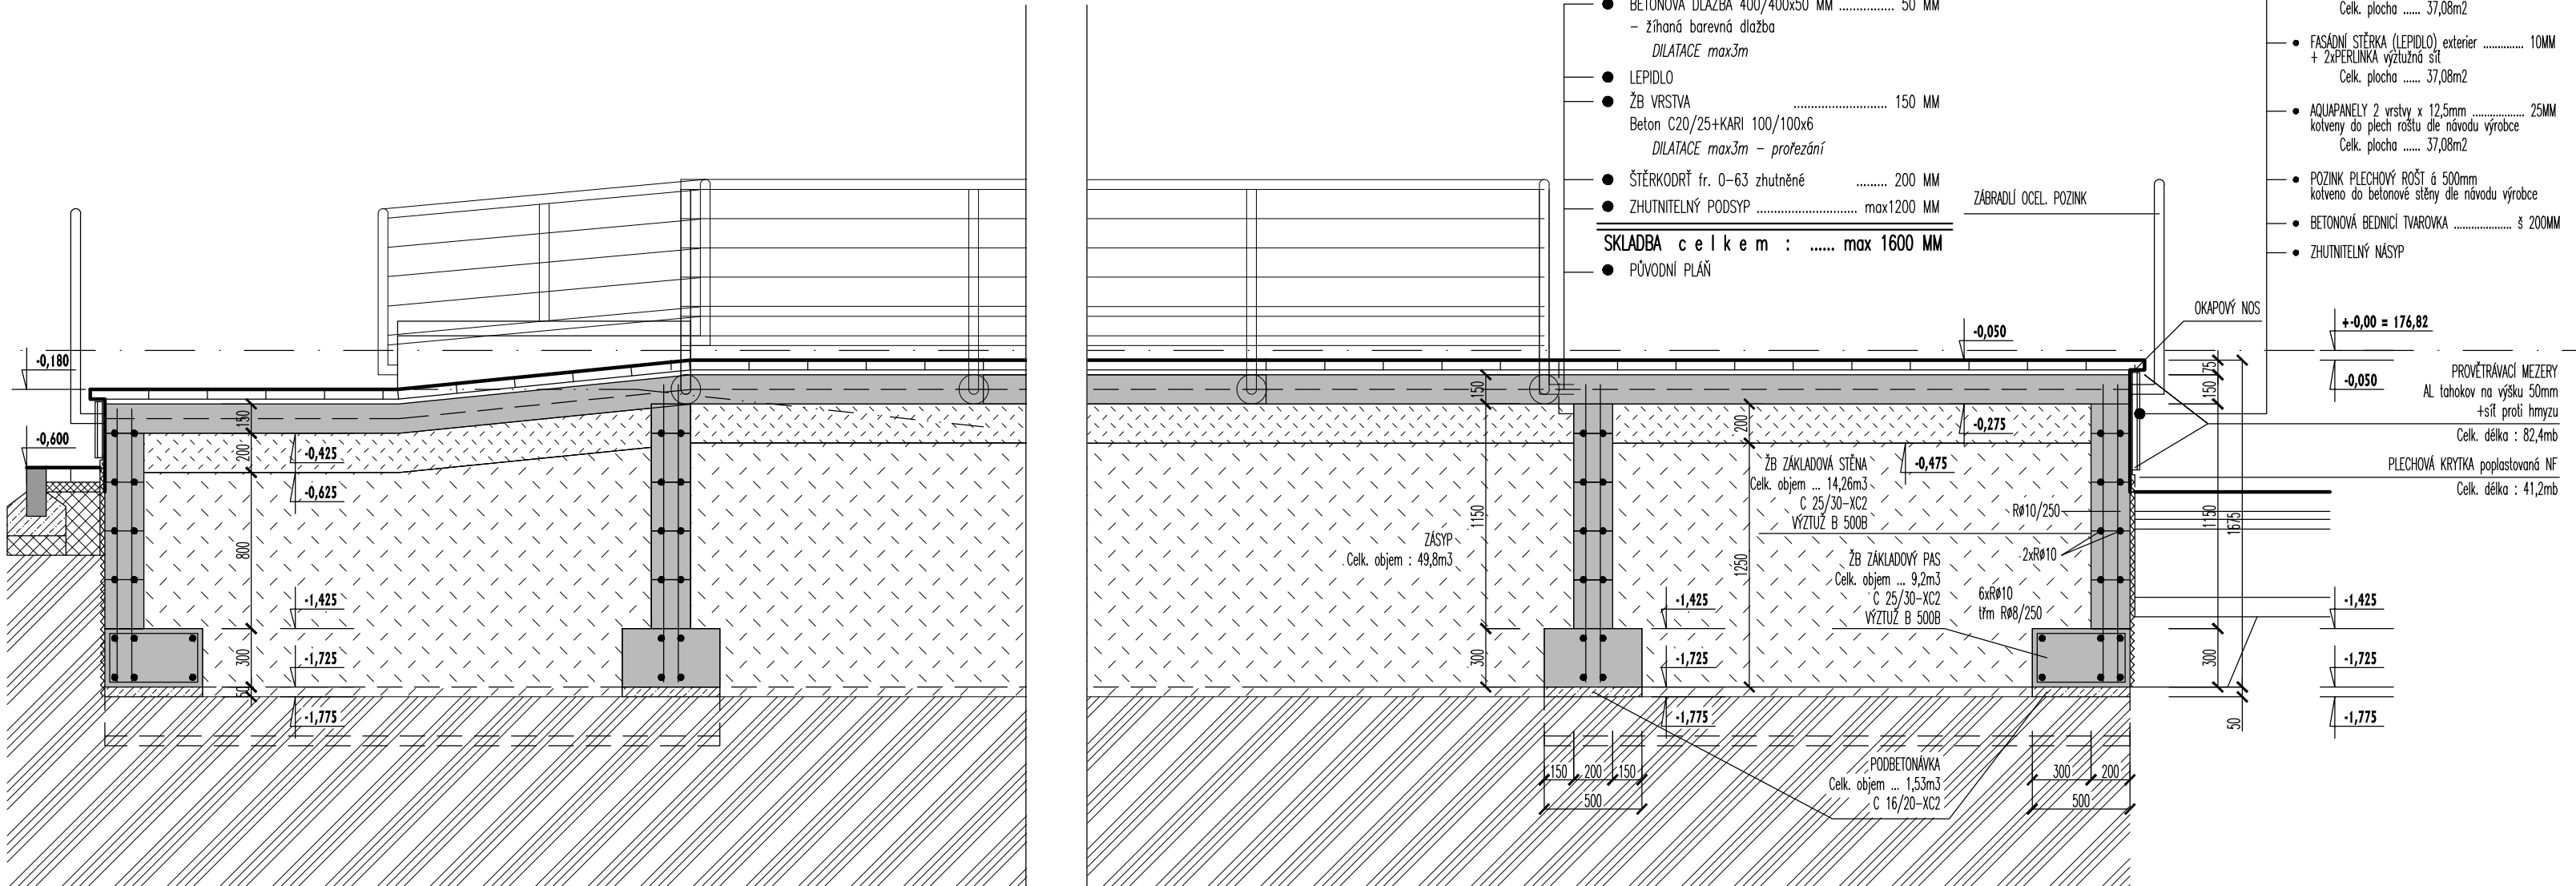 BETONOVÁ DLAŽBA 400/400x50 MM ............... 50 MM
- žíhaná barevná dlažba
DILATACE max3m
LEPIDLO
ŽB VRSTVA ......................... 150 MM
Beton C20/25+KARI 100/100x6
DILATACE max3m - prořezání
ŠTĚRKODRŤ fr. 0-63 zhutněné ......... 200 MM
ZHUTNITELNÝ PODSYP ............................ max1200 MM
SKLADBA c e l k e m : ...... max 1600 MM
PŮVODNÍ PLÁŇ
Celk. plocha ...... 37,08m2
FASÁDNÍ STĚRKA (LEPIDLO) exterier .............. 10MM
+ 2xPERLINKA výztužná síť
Celk. plocha ...... 37,08m2
AQUAPANELY 2 vrstvy x 12,5mm .................. 25MM
kotveny do plech roštu dle návodu výrobce
Celk. plocha ...... 37,08m2
POZINK PLECHOVÝ ROŠT á 500mm
kotveno do betonové stěny dle návodu výrobce
BETONOVÁ BEDNICÍ TVAROVKA .................... š 200MM
ZHUTNITELNÝ NÁSYP
ZÁBRADLÍ OCEL. POZINK
OKAPOVÝ NOS
+-0,00 = 176,82
-0,050
-0,050
PROVĚTRÁVACÍ MEZERY
AL tahokov na výšku 50mm
+síť proti hmyzu
Celk. délka : 82,4mb
PLECHOVÁ KRYTKA poplastovaná NF
Celk. délka : 41,2mb
-0,180
-0,600
150
200
800
300
50
-0,425
-0,625
-1,425
-1,725
-1,775
ZÁSYP
Celk. objem : 49,8m3
150
1150
300
200
1250
-0,275
-0,475
ŽB ZÁKLADOVÁ STĚNA
Celk. objem ... 14,26m3
C 25/30-XC2
VÝZTUŽ B 500B
ŽB ZÁKLADOVÝ PAS
Celk. objem ... 9,2m3
C 25/30-XC2
VÝZTUŽ B 500B
RØ10/250
2xRØ10
6xRØ10
třm RØ8/250
-1,425
-1,725
-1,775
PODBETONÁVKA
Celk. objem ... 1,53m3
C 16/20-XC2
150 200 150
500
300 200
500
75
150
1150
1675
300
50
-1,425
-1,725
-1,775